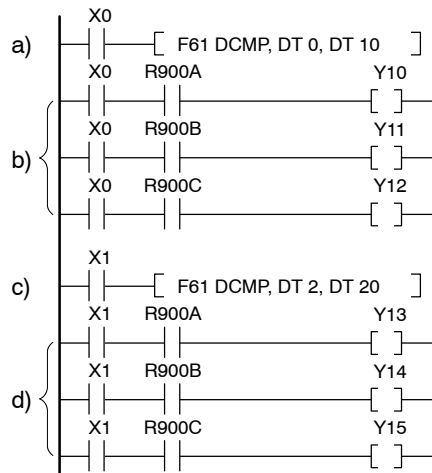 X0
a) F61 DCMP, DT 0, DT 10
X0 R900A Y10
X0 R900B Y11
b)
X0 R900C Y12
X1
c) F61 DCMP, DT 2, DT 20
X1 R900A Y13
X1 R900B Y14
d)
X1 R900C Y15